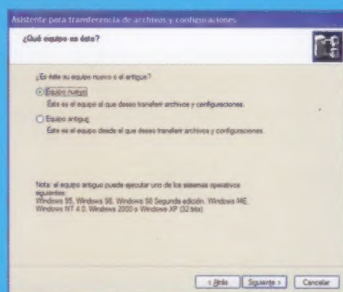 Asistente para transferencia de archivos y configuraciones
¿Qué equipo es éste?
¿Es éste su equipo nuevo o el antiguo?
Equipo nuevo
Éste es el equipo al que deseo transferir archivos y configuraciones.
Equipo antiguo
Éste es el equipo desde el que deseo transferir archivos y configuraciones.
Nota: el equipo antiguo puede ejecutar uno de los sistemas operativos
siguientes:
Windows 95, Windows 98, Windows 98 Segunda edición, Windows ME,
Windows NT 4.0, Windows 2000 o Windows XP (32 bits)
< Atrás
Siguiente >
Cancelar